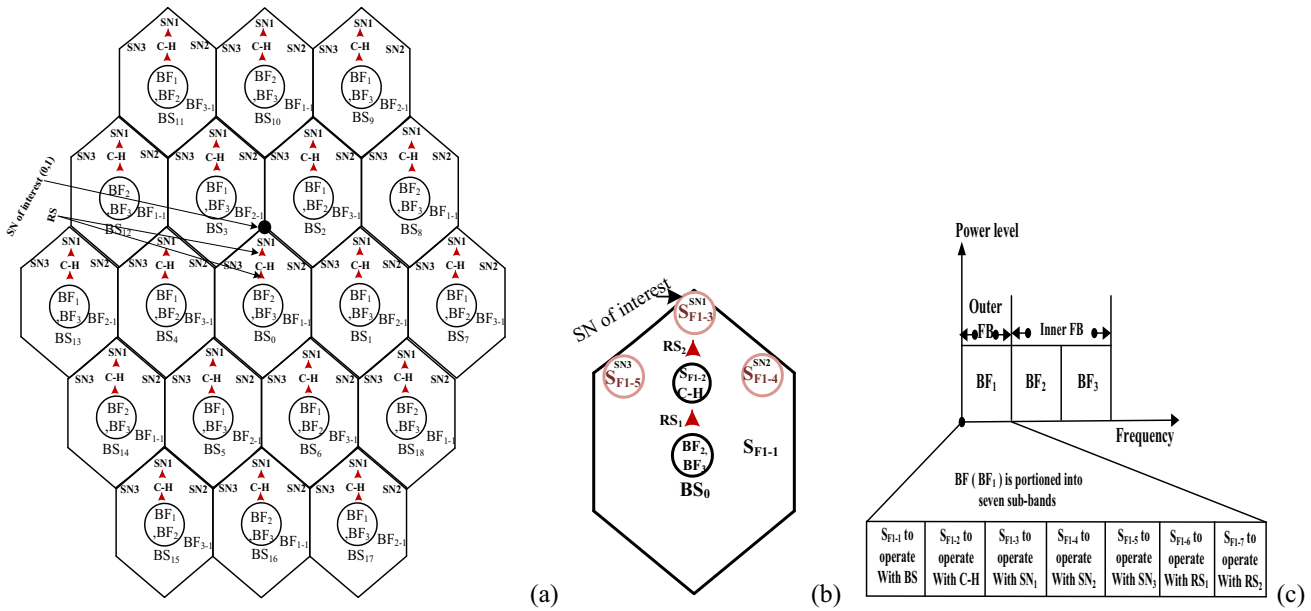 SN1 SN1 SN1
SN3 C-H SN2 SN3 C-H SN2 SN3 C-H SN2
BF1 BF2 BF1
,BF2 ,BF3 ,BF3
BF3-1 BF1-1 BF2-1
BS11 BS10 BS9
SN1 SN1 SN1 SN1
SN3 C-H SN2 SN3 C-H SN2 SN3 C-H SN2 SN3 C-H SN2
BF2 BF1 BF1 BF2
,BF3 ,BF3 ,BF2 ,BF3
BF1-1 BF2-1 BF3-1 BF1-1
BS12 BS3 BS2 BS8
SN of interest (0,1)
RS
SN1 SN1 SN1 SN1 SN1
SN3 C-H SN2 SN3 C-H SN2 SN3 C-H SN2 SN3 C-H SN2 SN3 C-H SN2
BF1 BF1 BF2 BF1 BF1
,BF3 ,BF2 ,BF3 ,BF3 ,BF2
BF2-1 BF3-1 BF1-1 BF2-1 BF3-1
BS13 BS4 BS0 BS1 BS7
SN1 SN1 SN1 SN1
SN3 C-H SN2 SN3 C-H SN2 SN3 C-H SN2 SN3 C-H SN2
BF2 BF1 BF1 BF2
,BF3 ,BF3 ,BF2 ,BF3
BF1-1 BF2-1 BF3-1 BF1-1
BS14 BS5 BS6 BS18
SN1 SN1 SN1
SN3 C-H SN2 SN3 C-H SN2 SN3 C-H SN2
BF1 BF2 BF1
,BF2 ,BF3 ,BF3
BF3-1 BF1-1 BF2-1
BS15 BS16 BS17
(a)
SN of interest
SN1
SF1-3
RS2
SN3
SF1-5
SF1-2
C-H
SN2
SF1-4
RS1
BF2,
BF3
SF1-1
BS0
(b)
Power level
Outer
FB
Inner FB
BF1 BF2 BF3
Frequency
BF ( BF1 ) is portioned into
seven sub-bands
SF1-1 to SF1-2 to SF1-3 to SF1-4 to SF1-5 to SF1-6 to SF1-7 to
operate operate operate operate operate operate operate
With BS With C-H With SN1 With SN2 With SN3 With RS1 With RS2
(c)